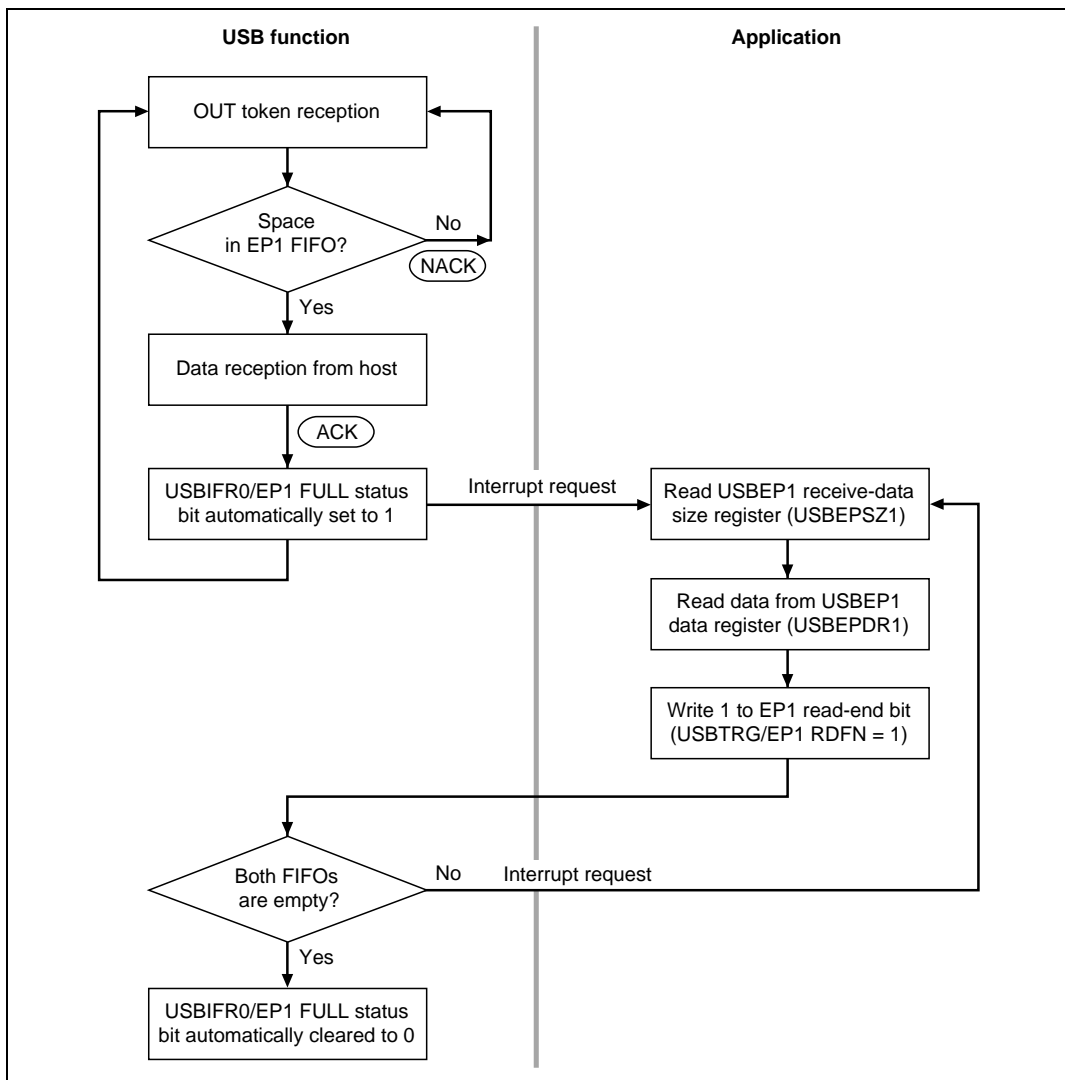 USB function
Application
OUT token reception
Space
in EP1 FIFO?
No
NACK
Yes
Data reception from host
ACK
USBIFR0/EP1 FULL status
bit automatically set to 1
Interrupt request
Read USBEP1 receive-data
size register (USBEPSZ1)
Read data from USBEP1
data register (USBEPDR1)
Write 1 to EP1 read-end bit
(USBTRG/EP1 RDFN = 1)
Both FIFOs
are empty?
No
Interrupt request
Yes
USBIFR0/EP1 FULL status
bit automatically cleared to 0